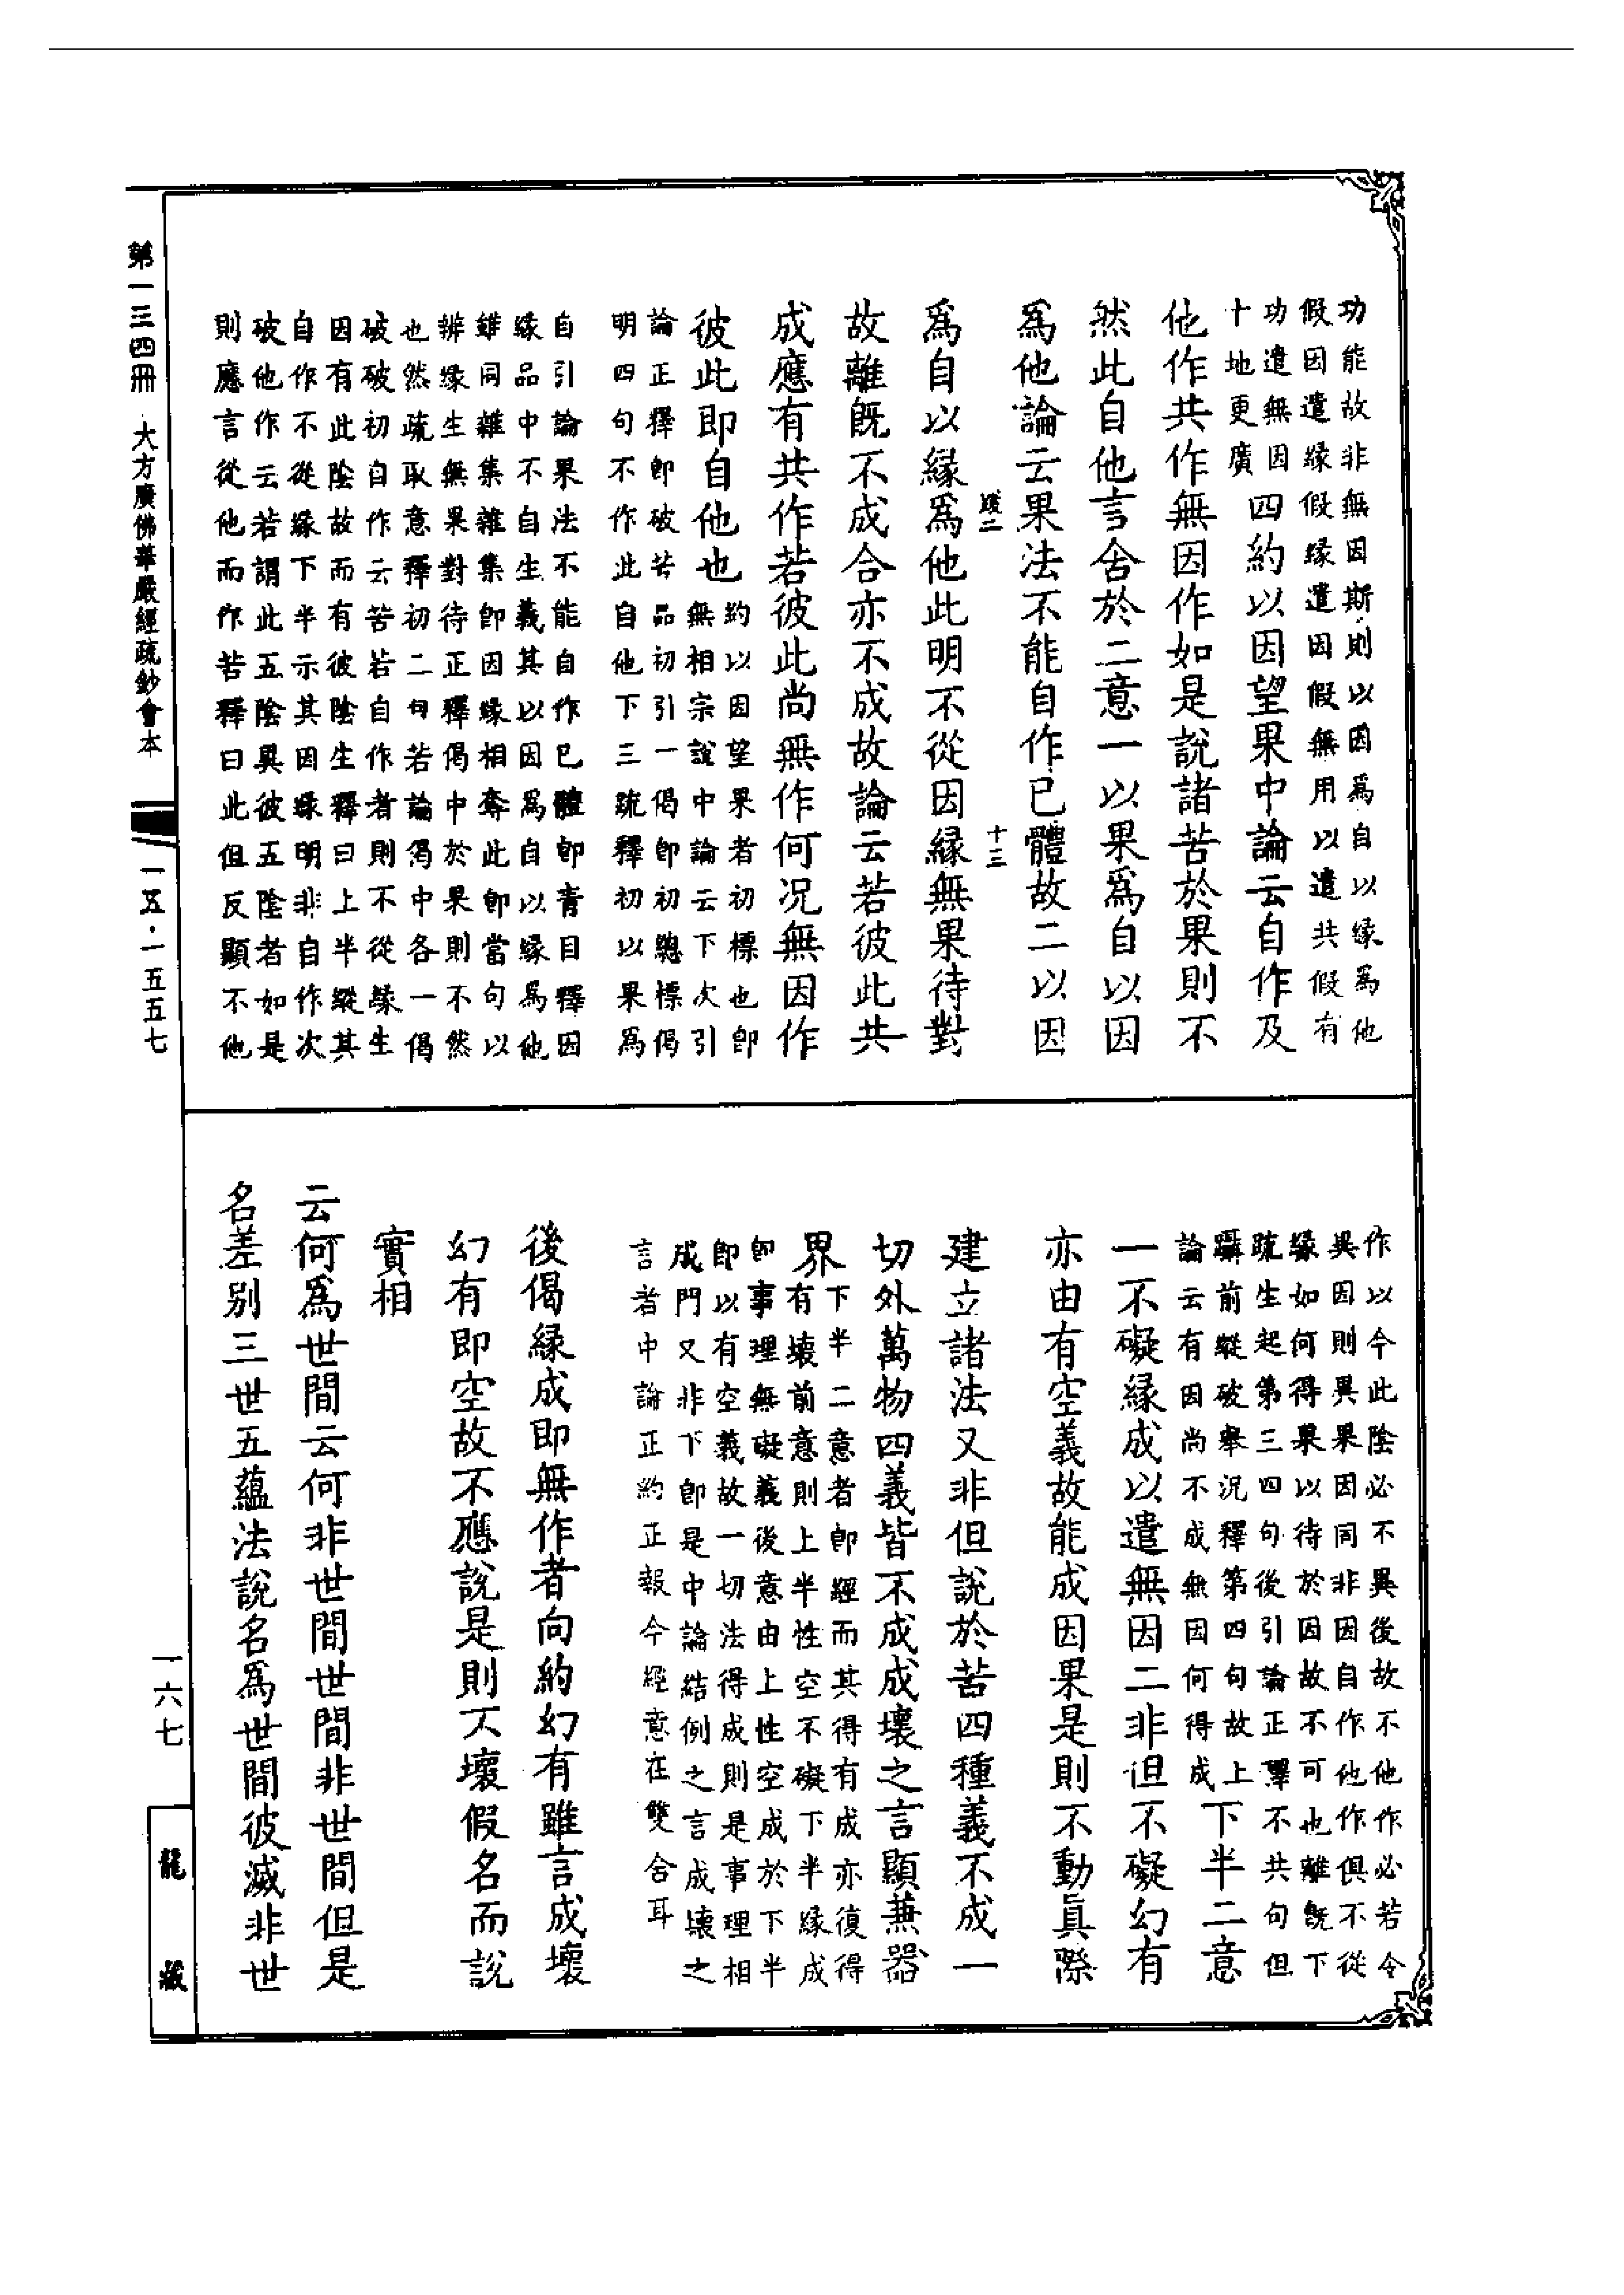 功能故非無因斯則以因爲自以緣爲他
假因遣緣假緣遣因假無用以遣共假有
功遣無因
十地更廣
四約以因望果中論云自作及
他作共作無因作如是說諸苦於果則不
然此自他言含於二意一以果爲自以因
爲他論云果法不能自作己體故二以因
爲自以緣爲他此明不從因緣無果待對
故離既不成合亦不成故論云若彼此共
成應有共作若彼此尚無作何況無因作
彼此即自他也
約以因望果者初標也即
無相宗說中論云下次引
論正釋即破苦品初引一偈即初總標偈
明四句不作此自他下三疏釋初以果爲
自引論果法不能自作已體即青目釋因
緣品中不自生義其以因爲自以緣爲他
雖同雜集雜集即因緣相奪此即當句以
辨緣生無果對待正釋偈中於果則不然
也然疏取意釋初二句若論偈中各一偈
破破初自作云苦若自作者則不從緣生
因有此陰故而有彼陰生釋曰上半縱其
自作不從緣下半示其因緣明非自作次
破他作云若謂此五陰異彼五陰者如是
則應言從他而作苦釋曰此但反顯不他
作以今此陰必不異後故不他作必若令
異因則異果因同非因自作他作俱不從
緣如何得果以待於因故不可也離既下
疏生起第三四句後引論正釋不共句但
躡前縱破舉況釋第四句故上
論云有因尚不成無因何得成
下半二意
一不礙緣成以遣無因二非但不礙幻有
亦由有空義故能成因果是則不動眞際
建立諸法又非但說於苦四種義不成一
切外萬物四義皆不成成壞之言顯兼器
界
下半二意者即經而其得有成亦復得
有壞前意則上半性空不礙下半緣成
即事理無礙義後意由上性空成於下半
即以有空義故一切法得成則是事理相
成門又非下即是中論結例之言成壞之
言者中論正約正報今經意在雙含耳
後偈緣成即無作者向約幻有雖言成壞
幻有即空故不應說是則不壞假名而說
實相
云何爲世間云何非世間世間非世間但是
名差別三世五蘊法說名爲世間彼滅非世
疏二
十三
第一三四冊 大方廣佛華嚴經疏鈔會本
一五·一五五七
一六七
龍藏